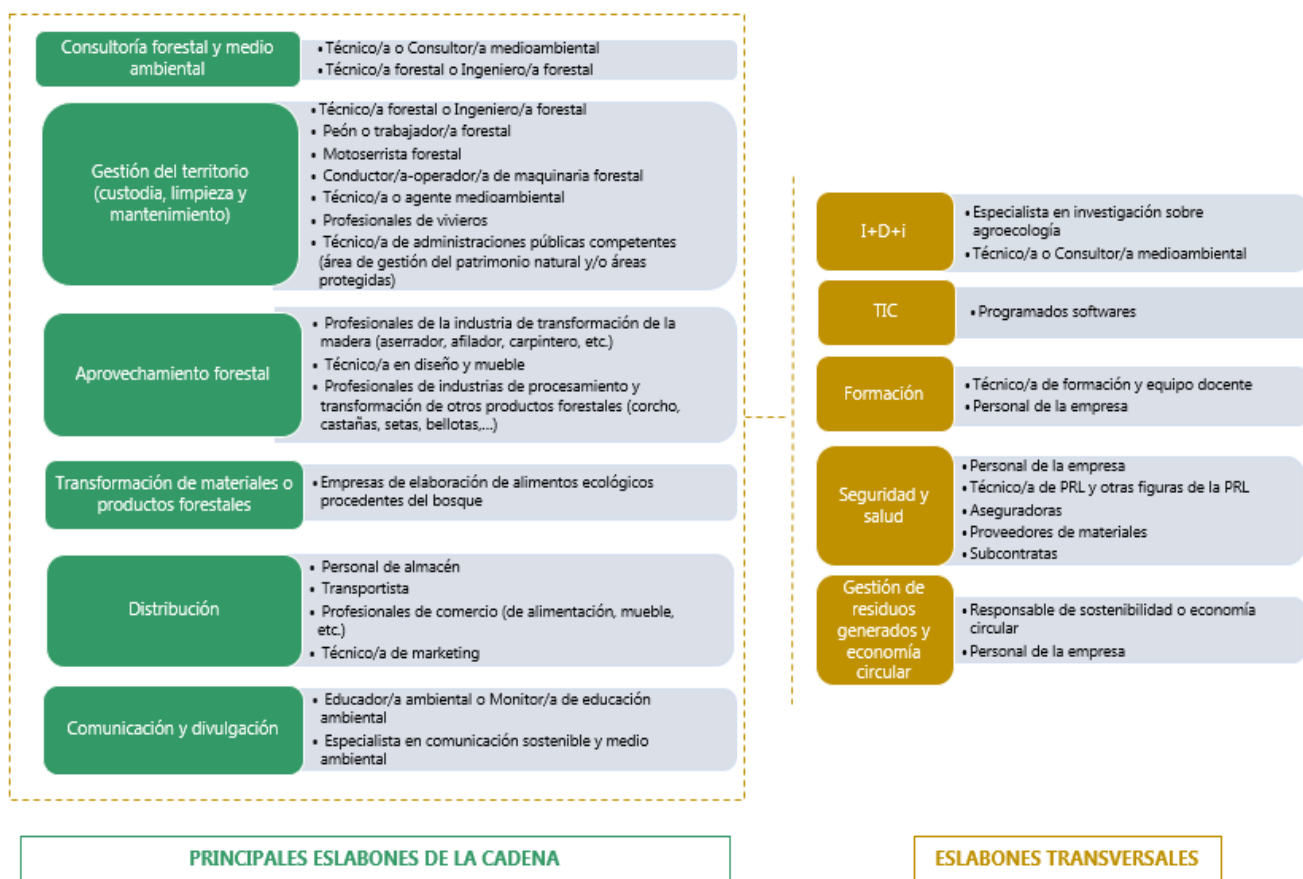 Consultoría forestal y medio
ambiental
• Técnico/a o Consultor/a medioambiental
• Técnico/a forestal o Ingeniero/a forestal
Gestión del territorio
(custodia, limpieza y
mantenimiento)
• Técnico/a forestal o Ingeniero/a forestal
• Peón o trabajador/a forestal
• Motoserrista forestal
• Conductor/a-operador/a de maquinaria forestal
• Técnico/a o agente medioambiental
• Profesionales de vivieros
• Técnico/a de administraciones públicas competentes
(área de gestión del patrimonio natural y/o áreas
protegidas)
Aprovechamiento forestal
• Profesionales de la industria de transformación de la
madera (aserrador, afilador, carpintero, etc.)
• Técnico/a en diseño y mueble
• Profesionales de industrias de procesamiento y
transformación de otros productos forestales (corcho,
castañas, setas, bellotas,...)
Transformación de materiales o
productos forestales
• Empresas de elaboración de alimentos ecológicos
procedentes del bosque
Distribución
• Personal de almacén
• Transportista
• Profesionales de comercio (de alimentación, mueble,
etc.)
• Técnico/a de marketing
Comunicación y divulgación
• Educador/a ambiental o Monitor/a de educación
ambiental
• Especialista en comunicación sostenible y medio
ambiental
PRINCIPALES ESLABONES DE LA CADENA
I+D+i
• Especialista en investigación sobre
agroecología
• Técnico/a o Consultor/a medioambiental
TIC
• Programados softwares
Formación
• Técnico/a de formación y equipo docente
• Personal de la empresa
Seguridad y
salud
• Personal de la empresa
• Técnico/a de PRL y otras figuras de la PRL
• Aseguradoras
• Proveedores de materiales
• Subcontratas
Gestión de
residuos
generados y
economía
circular
• Responsable de sostenibilidad o economía
circular
• Personal de la empresa
ESLABONES TRANSVERSALES